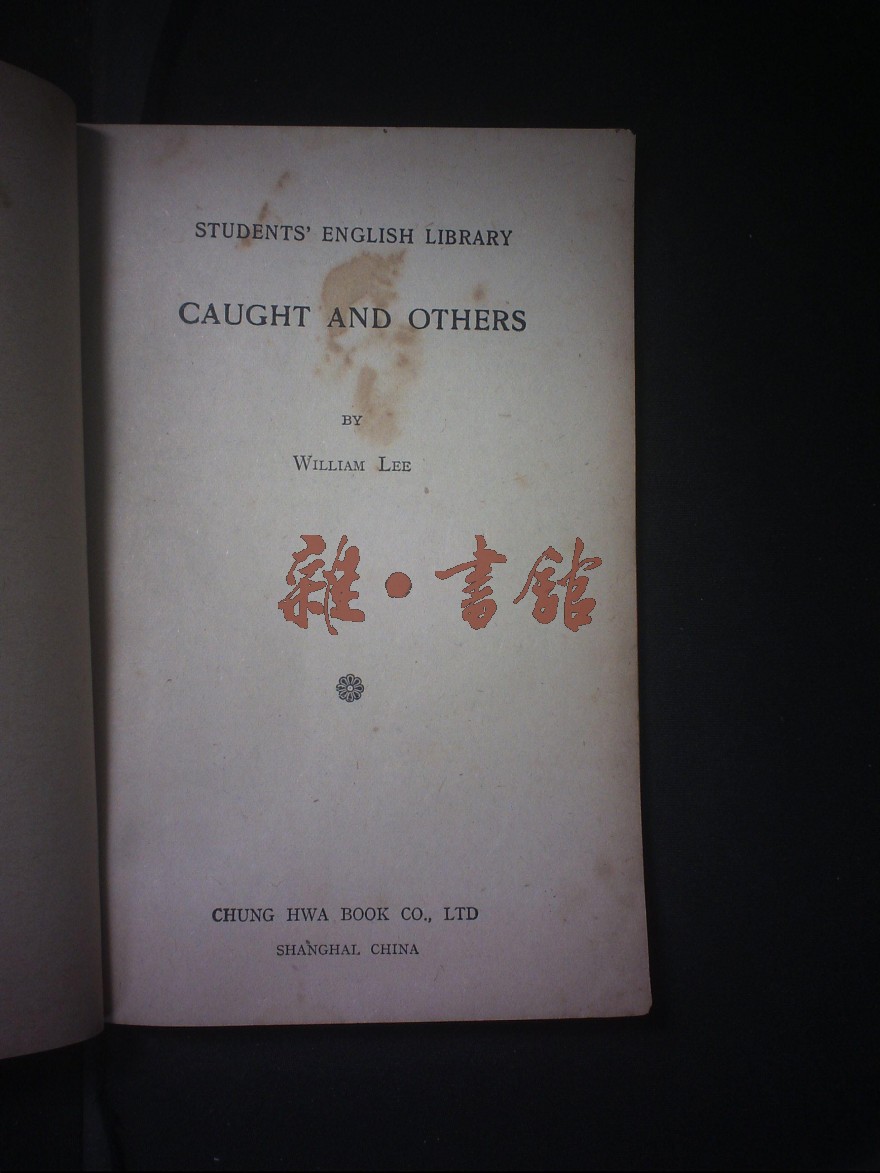 STUDENTS' ENGLISH LIBRARY
CAUGHT AND OTHERS
BY
WILLIAM LEE
雜•書館
CHUNG HWA BOOK CO., LTD
SHANGHAI, CHINA